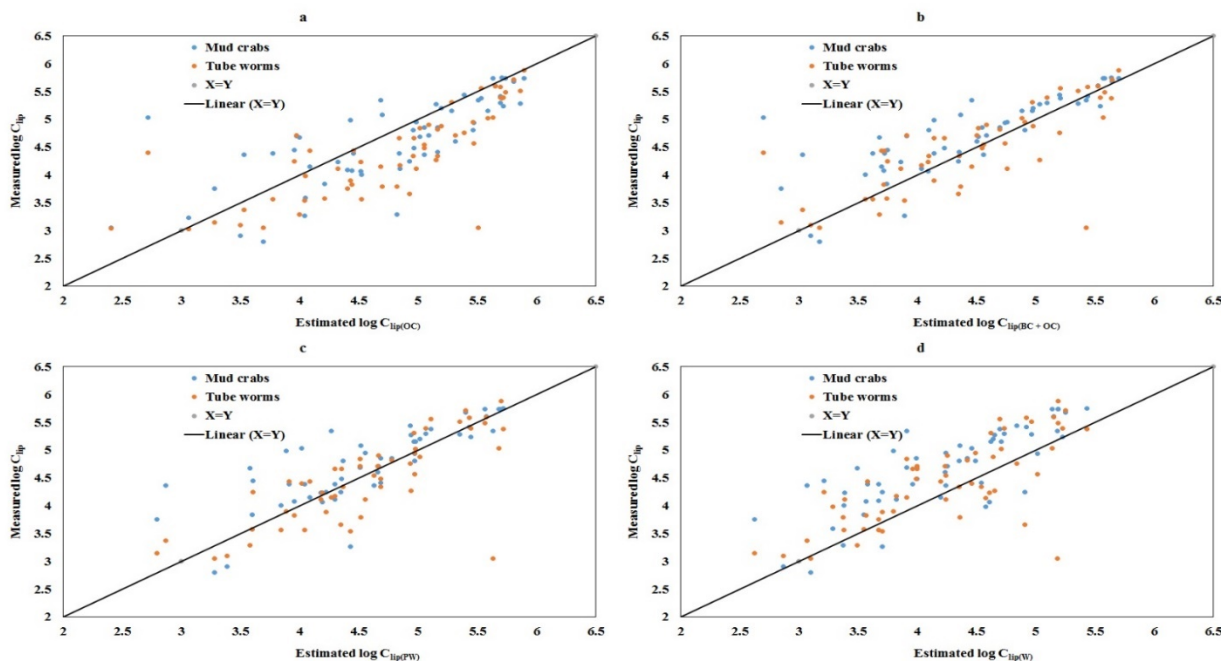 a
6.5
6
5.5
5
4.5
4
3.5
3
2.5
2
Measured log Clip
Mud crabs
Tube worms
X=Y
Linear (X=Y)
2 2.5 3 3.5 4 4.5 5 5.5 6 6.5
Estimated log Clip(OC)
b
6.5
6
5.5
5
4.5
4
3.5
3
2.5
2
Measured log Clip
Mud crabs
Tube worms
X=Y
Linear (X=Y)
2 2.5 3 3.5 4 4.5 5 5.5 6 6.5
Estimated log Clip(BC + OC)
c
6.5
6
5.5
5
4.5
4
3.5
3
2.5
2
Measured log Clip
Mud crabs
Tube worms
X=Y
Linear (X=Y)
2 2.5 3 3.5 4 4.5 5 5.5 6 6.5
Estimated log Clip(PW)
d
6.5
6
5.5
5
4.5
4
3.5
3
2.5
2
Measured log Clip
Mud crabs
Tube worms
X=Y
Linear (X=Y)
2 2.5 3 3.5 4 4.5 5 5.5 6 6.5
Estimated log Clip(W)